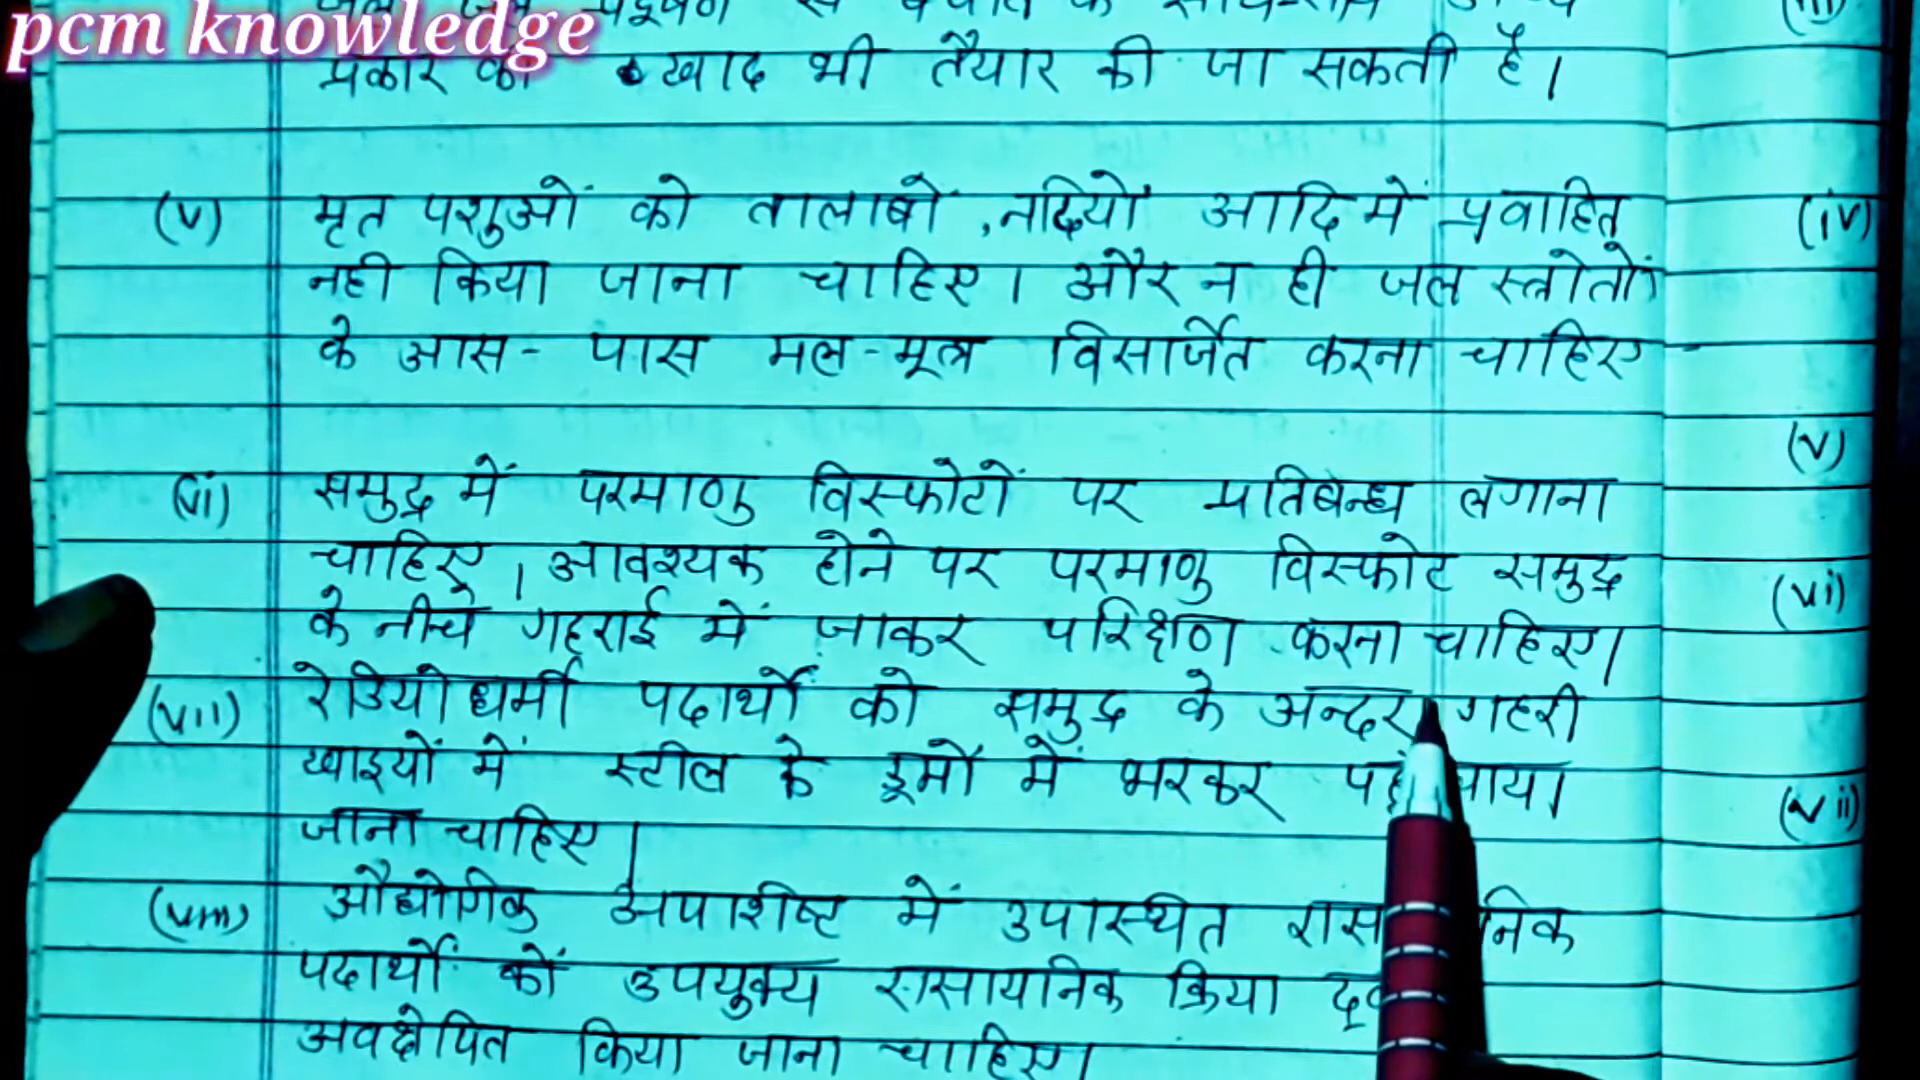 pcm knowledge
प्रकार की खाद भी तैयार की जा सकती है।
(v) मृत पशुओं को तालाबों, नदियों आदि में प्रवाहित
नही किया जाना चाहिए। और न ही जल स्त्रोतों
के आस- पास मल-मूत्र विसर्जित करना चाहिए
(vi) समुद्र में परमाणु विस्फोटों पर प्रतिबन्ध लगाना
चाहिए, आवश्यक होने पर परमाणु विस्फोट समुद्र
के नीचे गहराई में जाकर परिक्षण करना चाहिए।
(vii) रेडियोधर्मी पदार्थो को समुद्र के अन्दर गहरी
खाइयों में स्टील के ड्रमों में भरकर
जाना चाहिए।
(viii) औद्योगिक अपशिष्ट में उपस्थित
पदार्थों कों उपयुक्य रासायनिक क्रिया
अवक्षेपित किया जाना चाहिए।
(iii)
(iv)
(v)
(vi)
(vii)